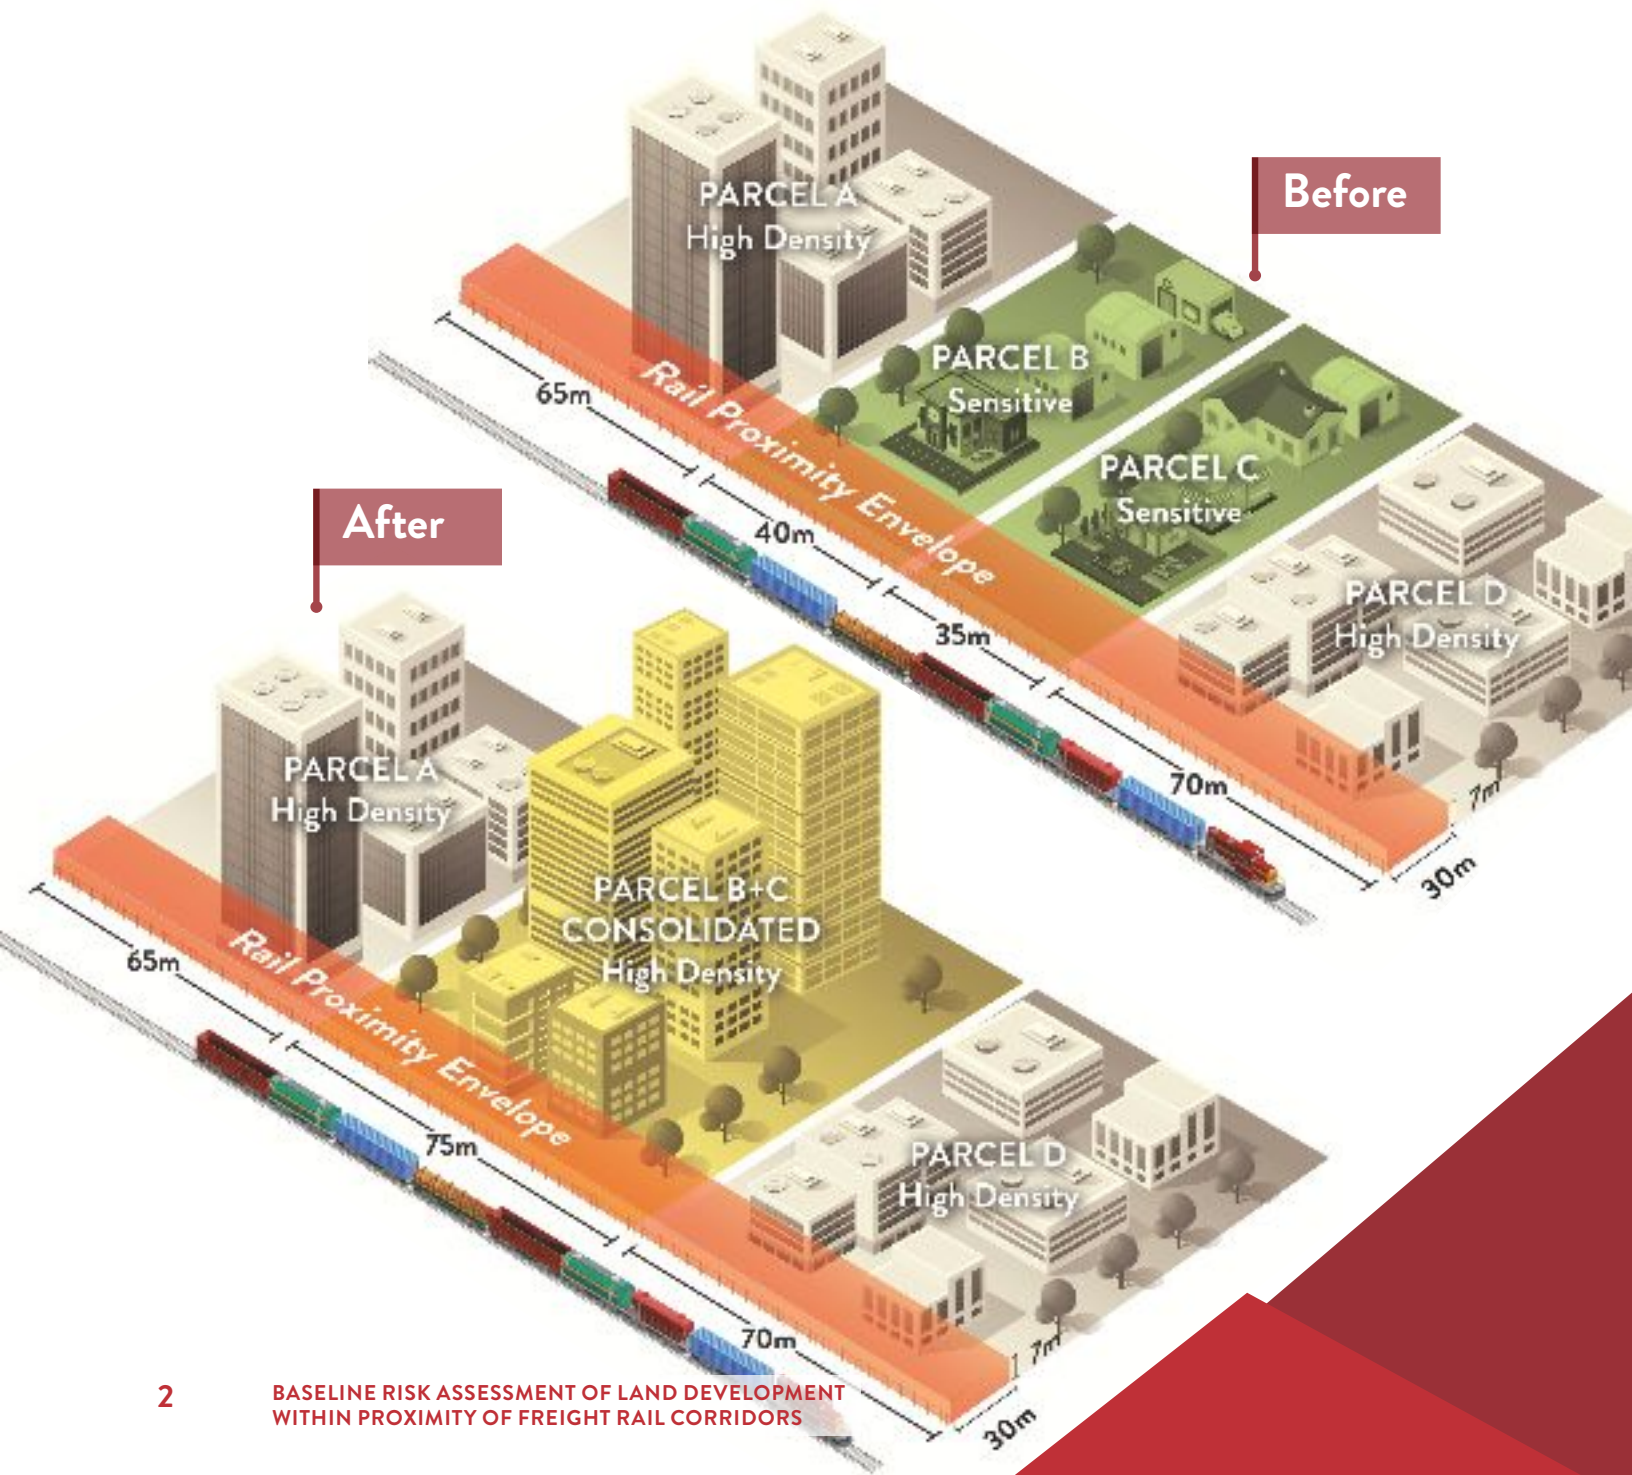 Before
PARCEL A
High Density
PARCEL B
Sensitive
PARCEL C
Sensitive
PARCEL D
High Density
Rail Proximity Envelope
65m
40m
35m
70m
7m
30m
After
PARCEL A
High Density
PARCEL B+C
CONSOLIDATED
High Density
PARCEL D
High Density
Rail Proximity Envelope
65m
75m
70m
7m
30m
2
BASELINE RISK ASSESSMENT OF LAND DEVELOPMENT
WITHIN PROXIMITY OF FREIGHT RAIL CORRIDORS